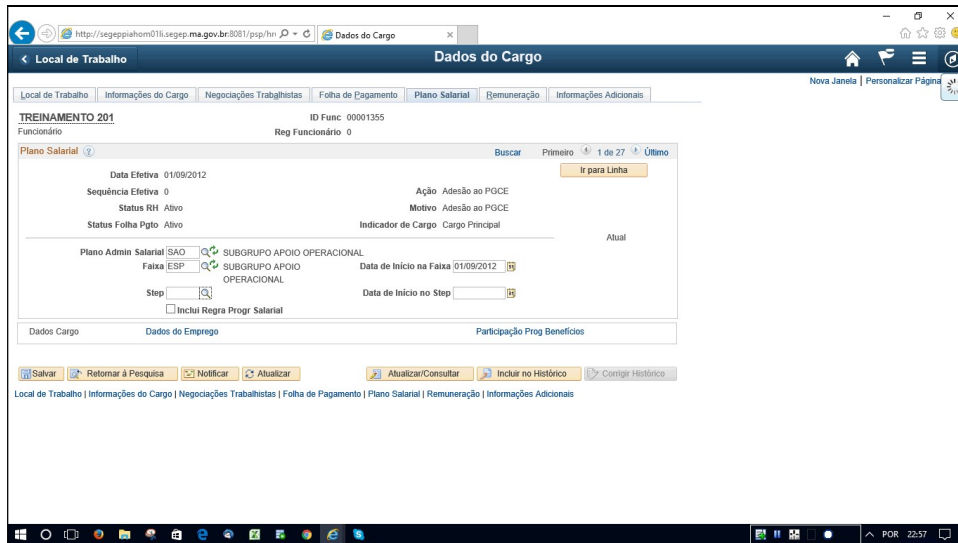 http://segeppiahom01li.segep.ma.gov.br:8081/psp/hri
Dados do Cargo
Local de Trabalho
Dados do Cargo
Nova Janela | Personalizar Página
Local de Trabalho Informações do Cargo Negociações Trabalhistas Folha de Pagamento Plano Salarial Remuneração Informações Adicionais
TREINAMENTO 201 ID Func 00001355
Funcionário Reg Funcionário 0
Plano Salarial ? Buscar Primeiro 1 de 27 Último
Data Efetiva 01/09/2012 Ir para Linha
Sequência Efetiva 0 Ação Adesão ao PGCE
Status RH Ativo Motivo Adesão ao PGCE
Status Folha Pgto Ativo Indicador de Cargo Cargo Principal
Atual
Plano Admin Salarial SAO SUBGRUPO APOIO OPERACIONAL
Faixa ESP SUBGRUPO APOIO Data de Início na Faixa 01/09/2012
OPERACIONAL
Step Data de Início no Step
Inclui Regra Progr Salarial
Dados Cargo Dados do Emprego Participação Prog Benefícios
Salvar Retornar à Pesquisa Notificar Atualizar Atualizar/Consultar Incluir no Histórico Corrigir Histórico
Local de Trabalho | Informações do Cargo | Negociações Trabalhistas | Folha de Pagamento | Plano Salarial | Remuneração | Informações Adicionais
POR 22:57